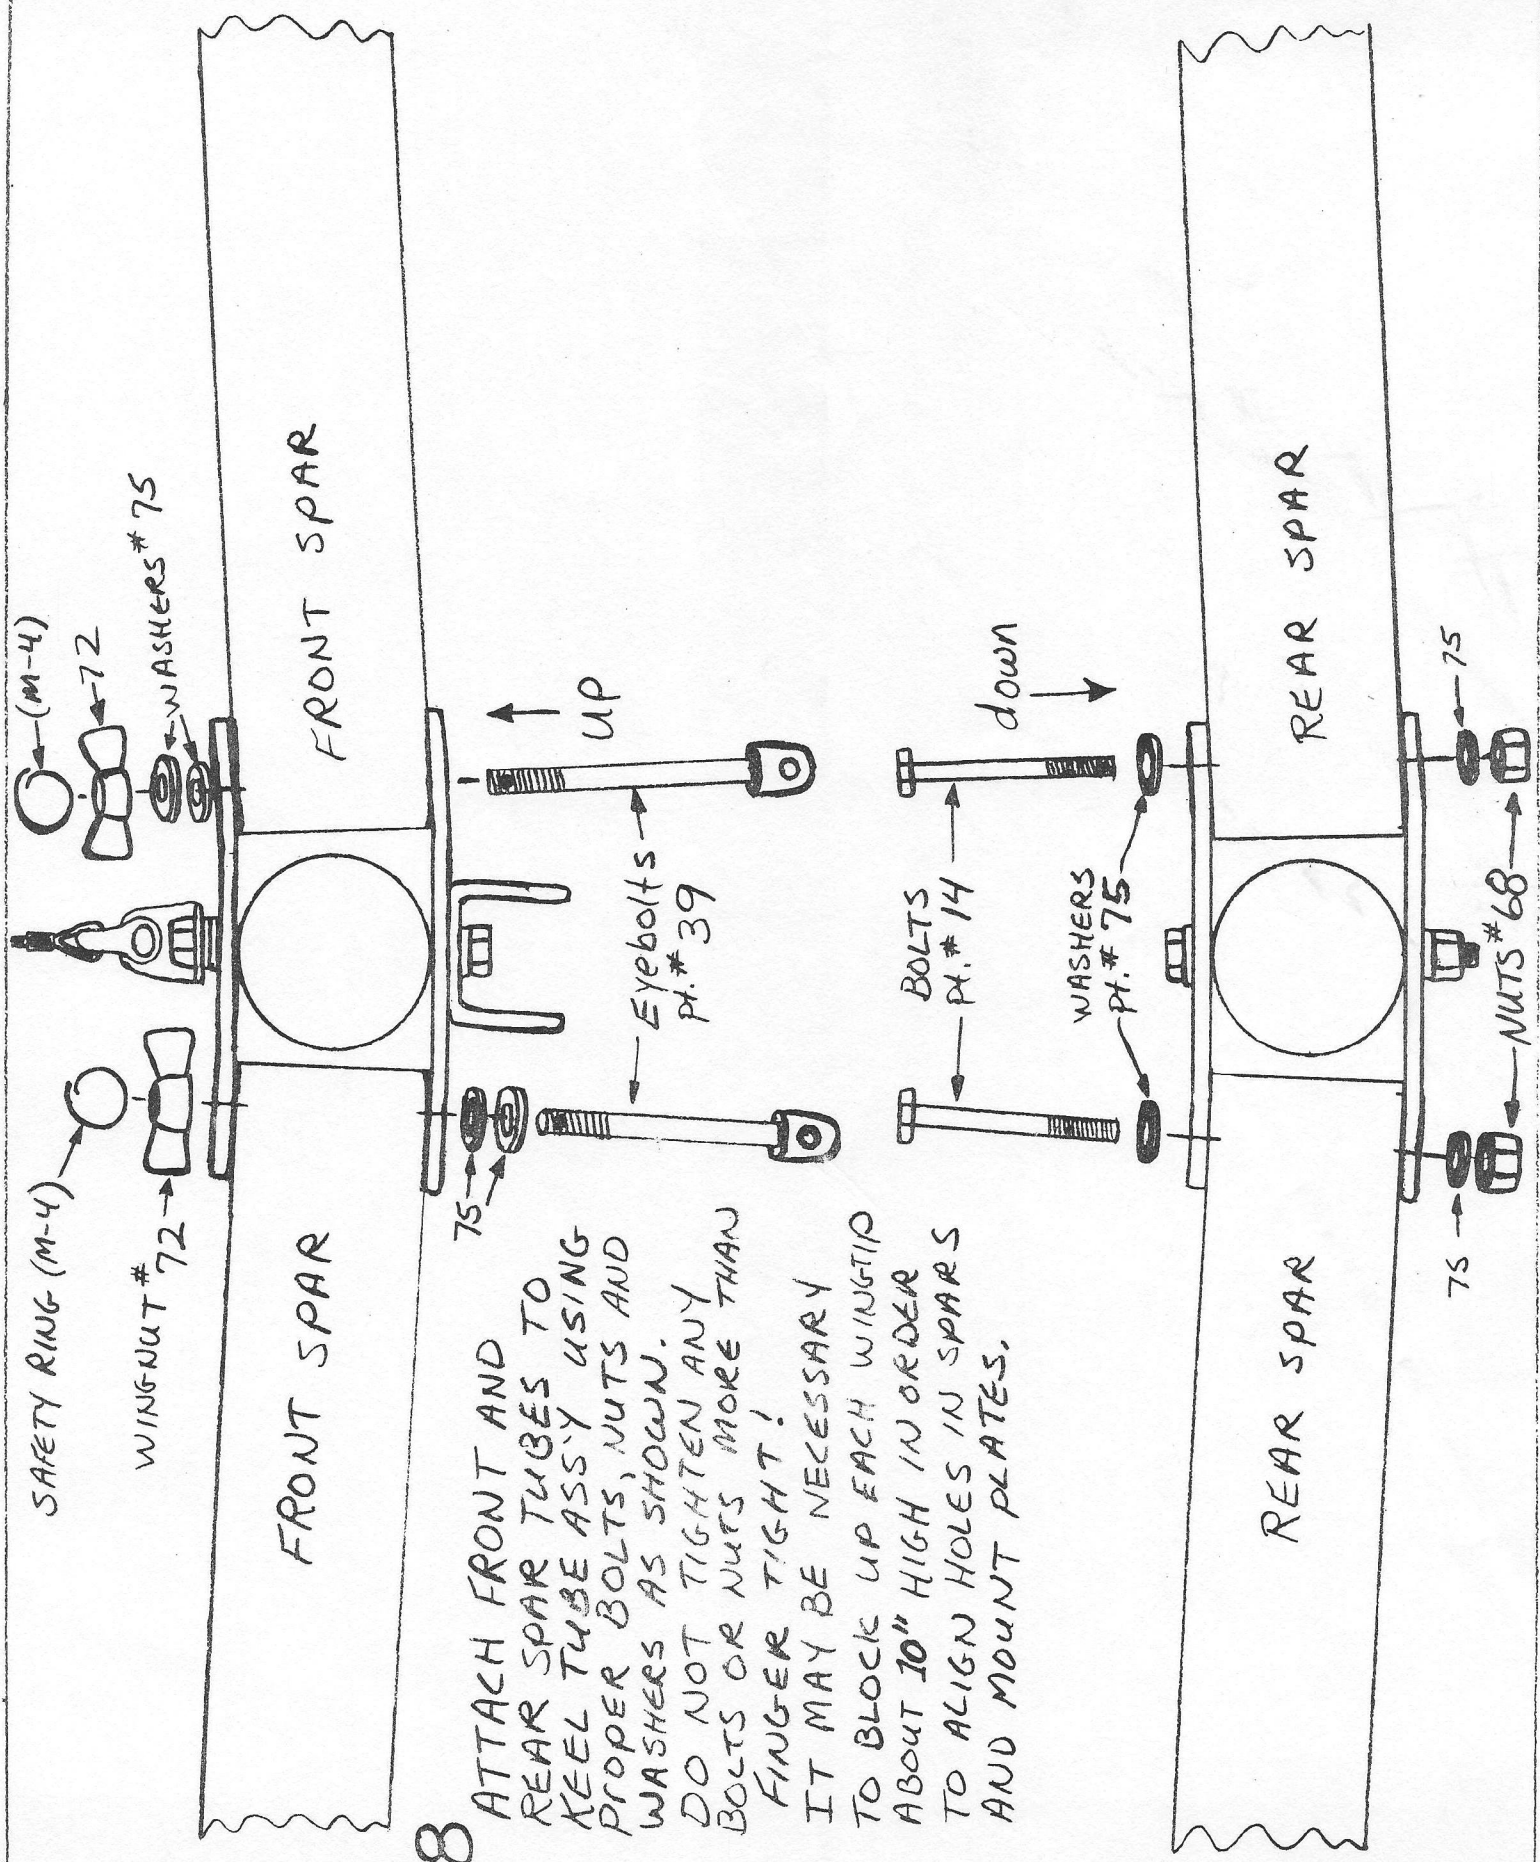 SAFETY RING (M-4)
(M-4)
WINGNUT #72
72
WASHERS #75
FRONT SPAR
FRONT SPAR
75
UP
Eyebolts
pt. # 39
8
ATTACH FRONT AND
REAR SPAR TUBES TO
KEEL TUBE ASS'Y USING
PROPER BOLTS, NUTS AND
WASHERS AS SHOWN.
DO NOT TIGHTEN ANY
BOLTS OR NUTS MORE THAN
FINGER TIGHT!
IT MAY BE NECESSARY
TO BLOCK UP EACH WINGTIP
ABOUT 10" HIGH IN ORDER
TO ALIGN HOLES IN SPARS
AND MOUNT PLATES.
down
BOLTS
pt. # 14
WASHERS
pt. # 75
REAR SPAR
REAR SPAR
75
75
NUTS #68